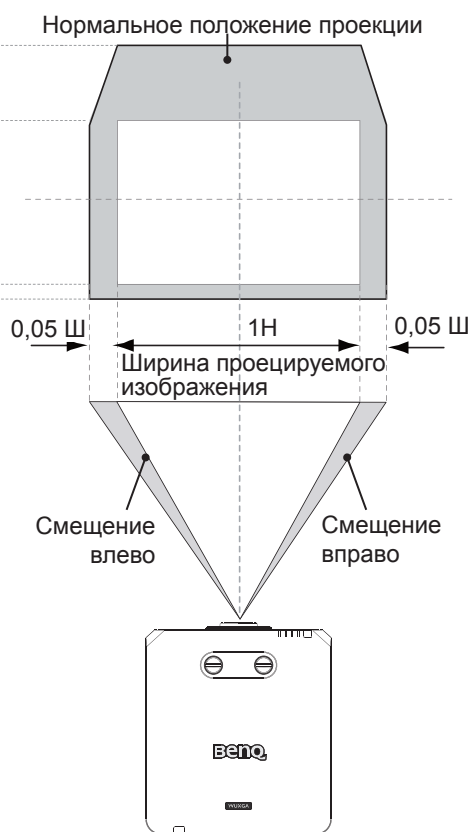 Нормальное положение проекции
0,05 Ш
1Н
0,05 Ш
Ширина проецируемого
изображения
Смещение
влево
Смещение
вправо
BenQ
WUXGA